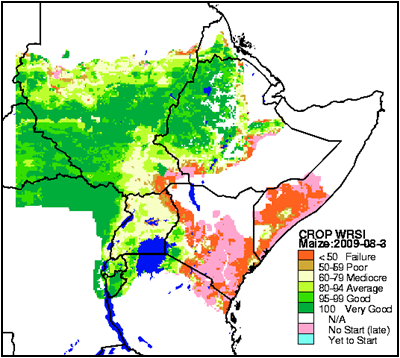 CROP WRSI
Maize:2009-08-3
< 50 Failure
50-59 Poor
60-79 Mediocre
80-94 Average
95-99 Good
100 Very Good
N/A
No Start (late)
Yet to Start